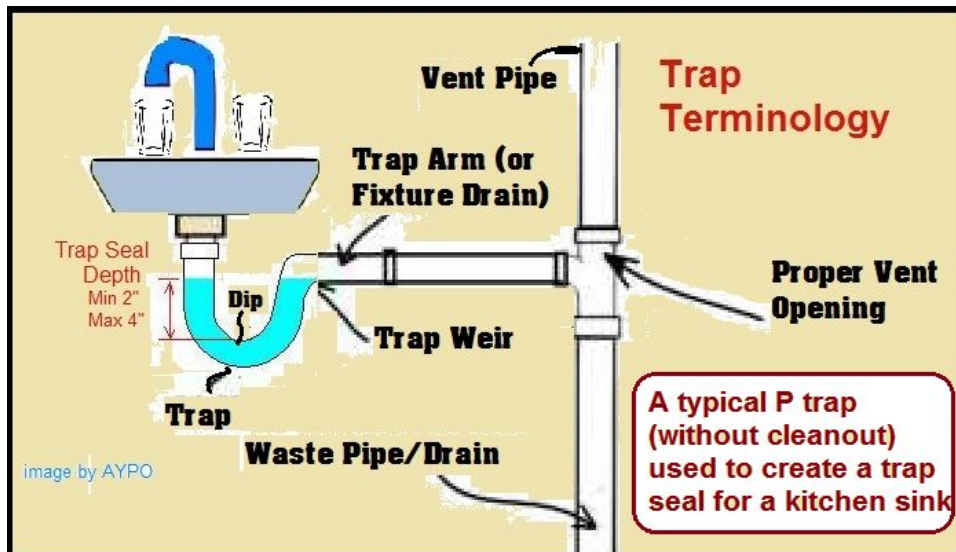 Trap
Terminology
Vent Pipe
Trap Arm (or
Fixture Drain)
Trap Seal
Depth
Min 2"
Max 4"
Dip
Proper Vent
Opening
Trap Weir
Trap
Waste Pipe/Drain
A typical P trap
(without cleanout)
used to create a trap
seal for a kitchen sink
image by AYPO